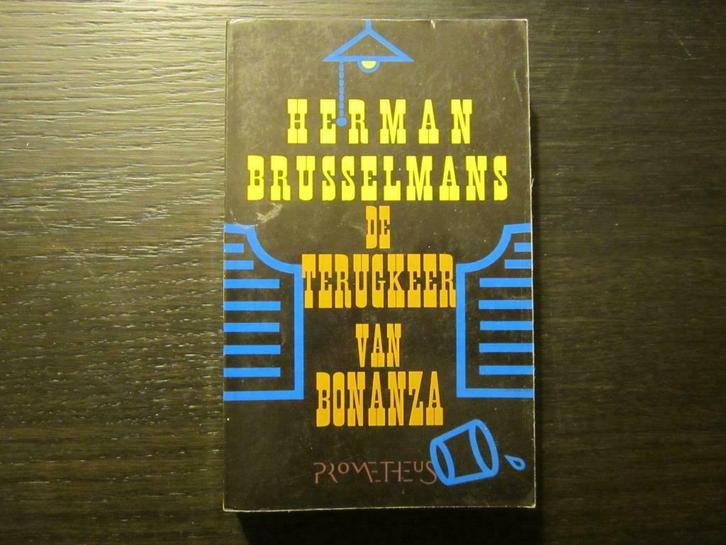 HERMAN
BRUSSELMANS
DE
TERUGKEER
VAN
BONANZA
PROMETHEUS